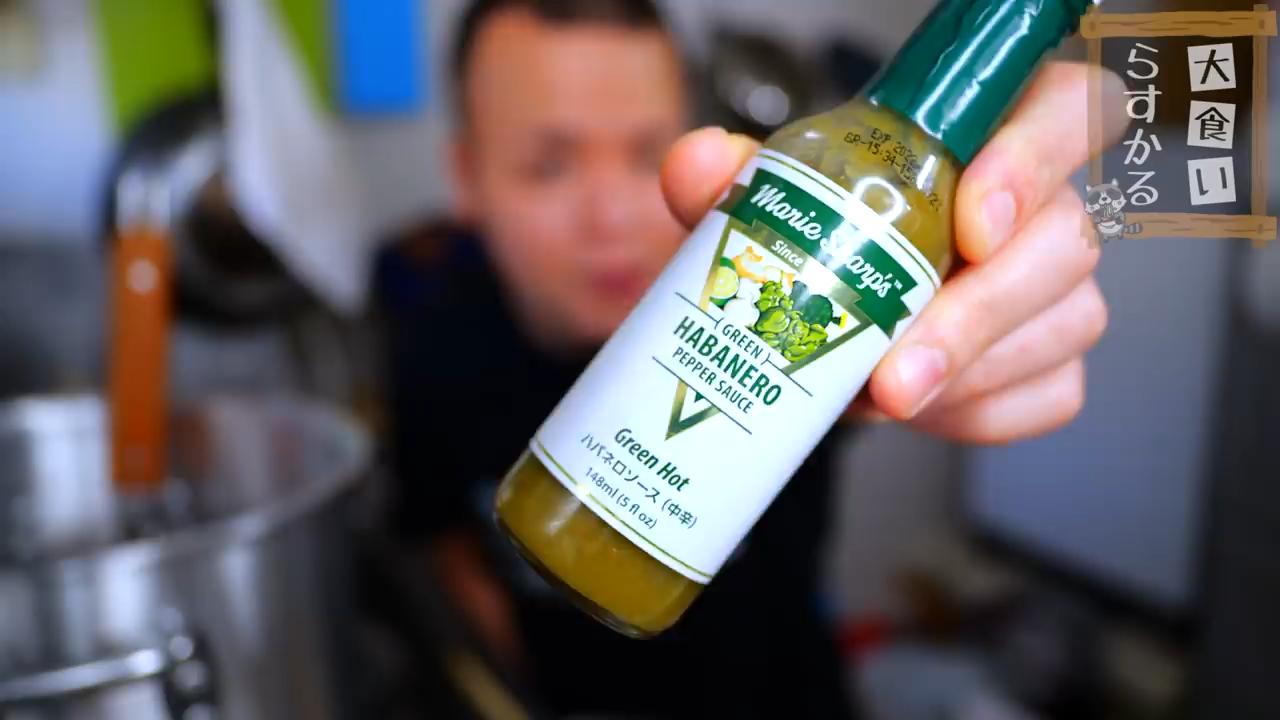 大食い
らすかる
Marie Sharp's™
Since
(GREEN)
HABANERO
PEPPER SAUCE
Green Hot
ハバネロソース (中辛)
148ml (5 fl oz)